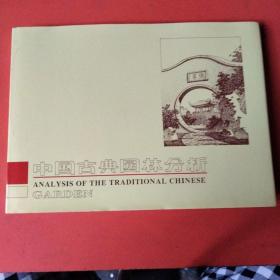 中国古典园林分析
ANALYSIS OF THE TRADITIONAL CHINESE
GARDEN